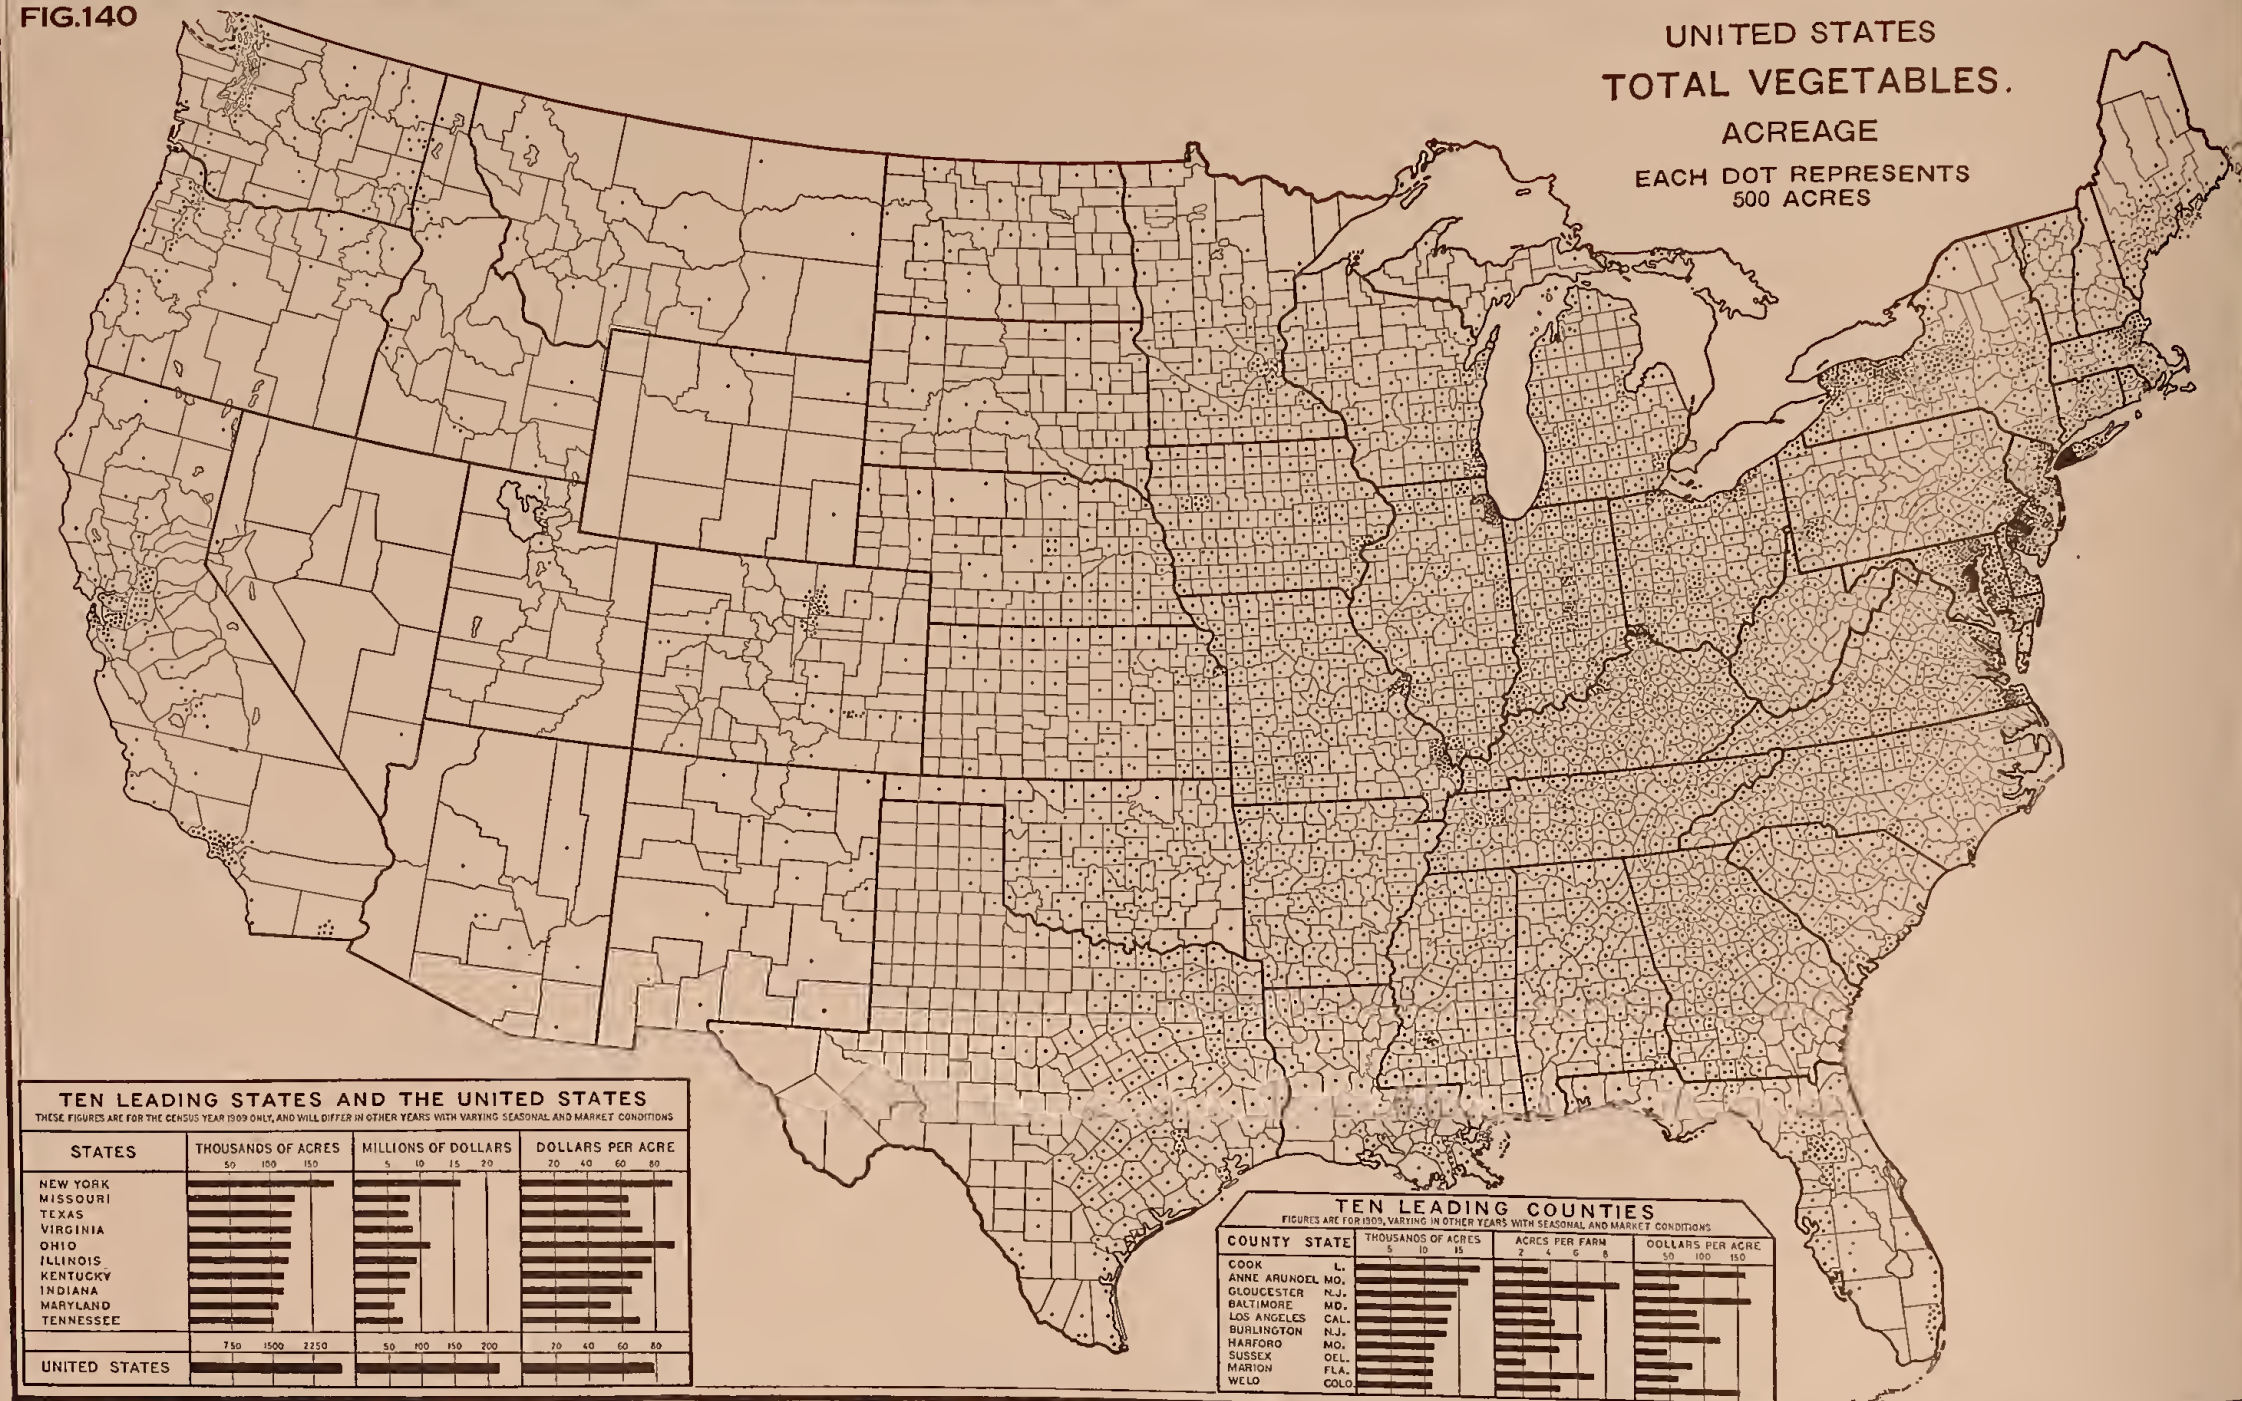 FIG.140
UNITED STATES
TOTAL VEGETABLES.
ACREAGE
EACH DOT REPRESENTS
500 ACRES
TEN LEADING STATES AND THE UNITED STATES
THESE FIGURES ARE FOR THE CENSUS YEAR 1909 ONLY, AND WILL DIFFER IN OTHER YEARS WITH VARYING SEASONAL AND MARKET CONDITIONS
STATES THOUSANDS OF ACRES MILLIONS OF DOLLARS DOLLARS PER ACRE
50 100 150 5 10 15 20 20 40 60 80
NEW YORK
MISSOURI
TEXAS
VIRGINIA
OHIO
ILLINOIS
KENTUCKY
INDIANA
MARYLAND
TENNESSEE
750 1500 2250 50 100 150 200 20 40 60 80
UNITED STATES
TEN LEADING COUNTIES
FIGURES ARE FOR 1909, VARYING IN OTHER YEARS WITH SEASONAL AND MARKET CONDITIONS
COUNTY STATE THOUSANDS OF ACRES ACRES PER FARM DOLLARS PER ACRE
5 10 15 2 4 6 8 50 100 150
COOK L.
ANNE ARUNDEL MO.
GLOUCESTER N.J.
BALTIMORE MD.
LOS ANGELES CAL.
BURLINGTON N.J.
HARFORD MO.
SUSSEX DEL.
MARION FLA.
WELD COLO.